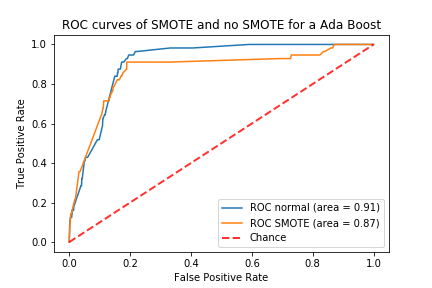 ROC curves of SMOTE and no SMOTE for a Ada Boost
1.0
0.8
0.6
0.4
0.2
0.0
True Positive Rate
ROC normal (area = 0.91)
ROC SMOTE (area = 0.87)
Chance
0.0 0.2 0.4 0.6 0.8 1.0
False Positive Rate